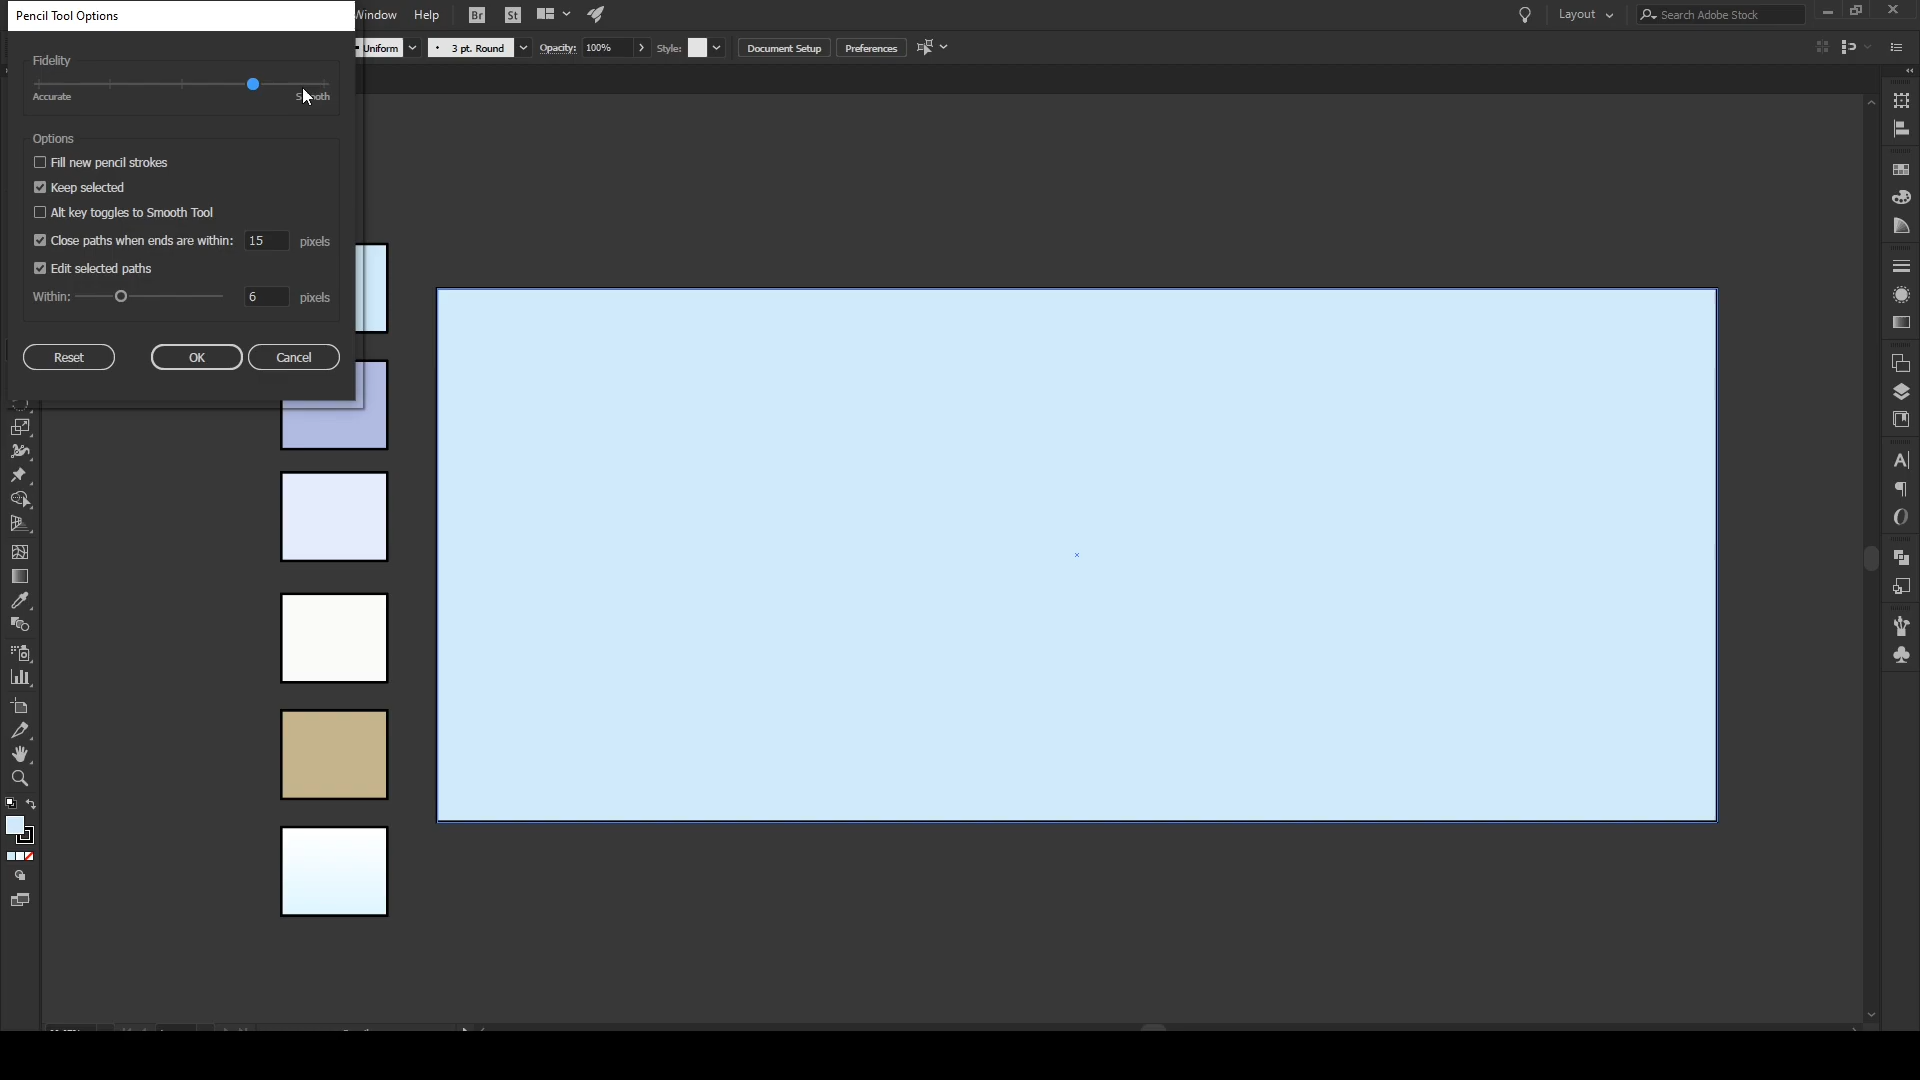 Pencil Tool Options
Window Help Br St Layout Search Adobe Stock
Uniform 3 pt. Round Opacity: 100% Style: Document Setup Preferences
Fidelity
Accurate
Options
Fill new pencil strokes
Keep selected
Alt key toggles to Smooth Tool
Close paths when ends are within: 15 pixels
Edit selected paths
Within: 6 pixels
Reset OK Cancel